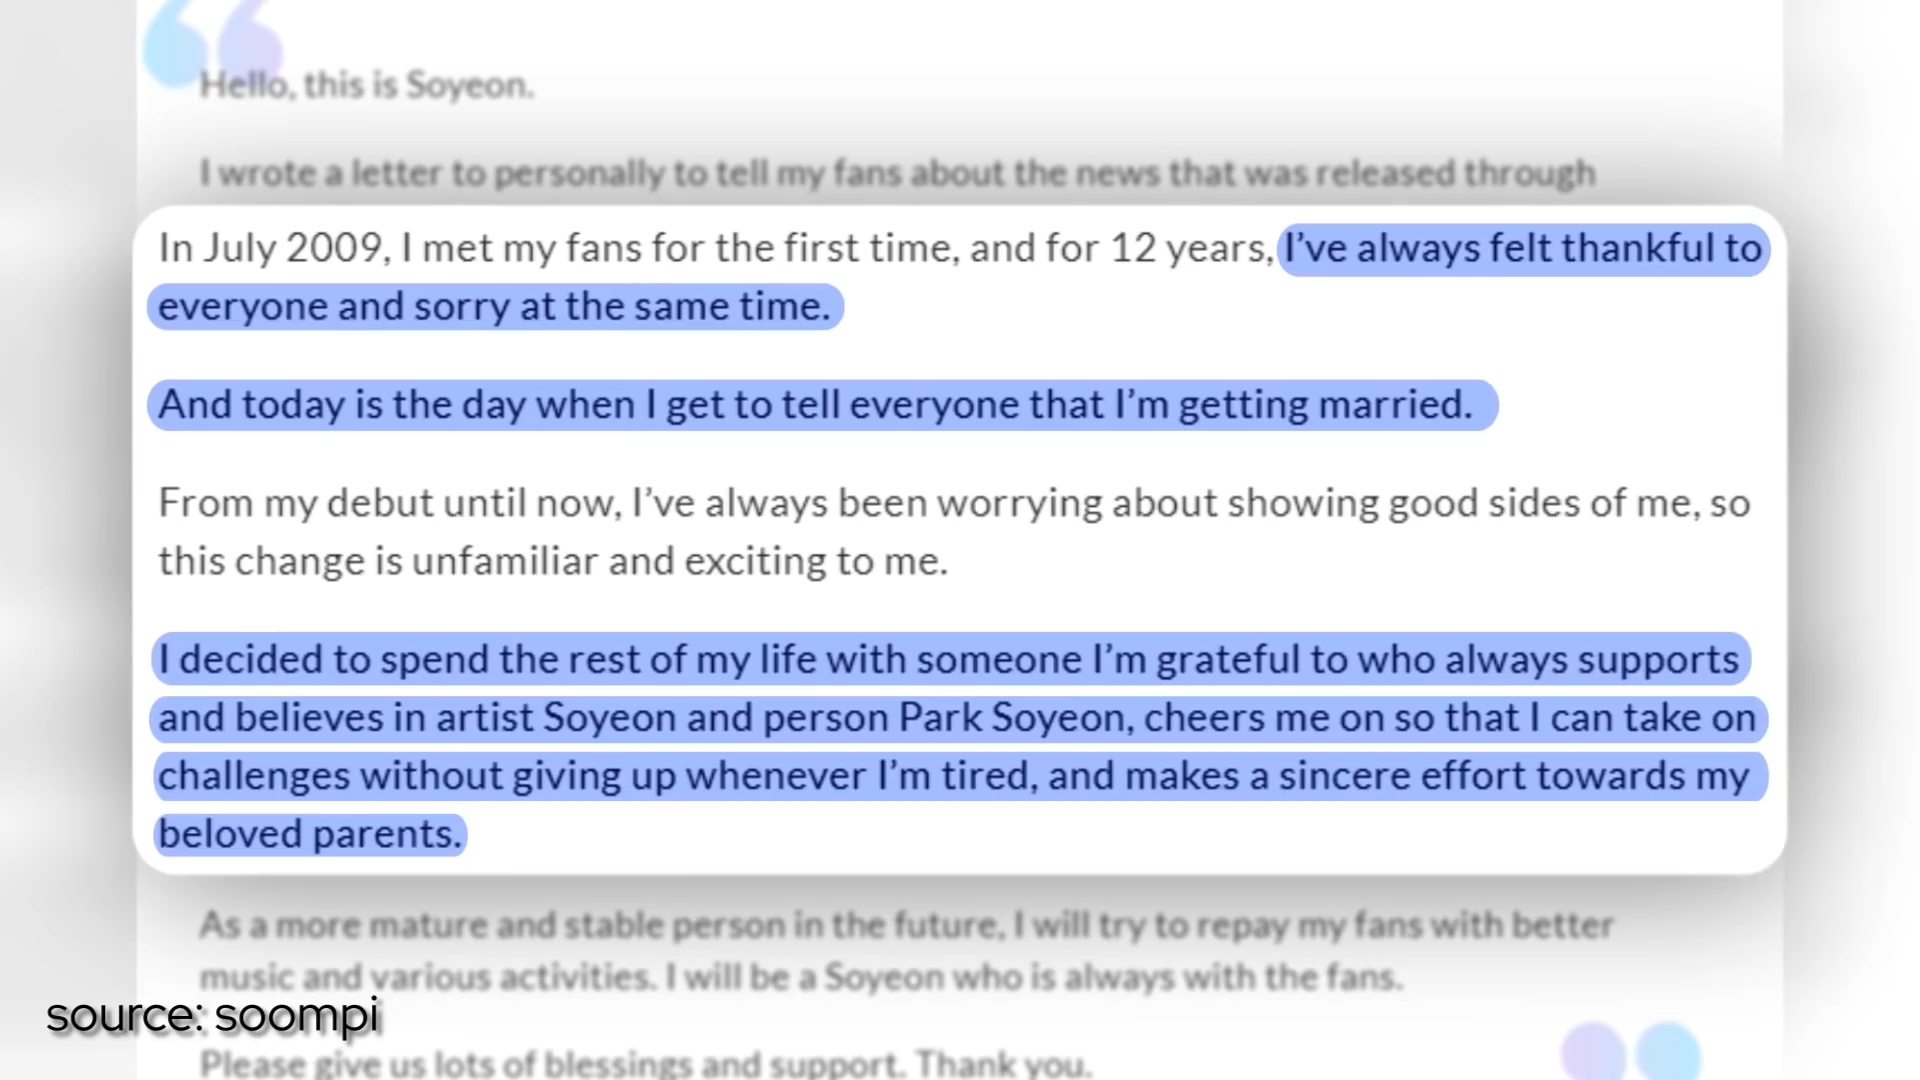 Hello, this is Soyeon.
I wrote a letter to personally to tell my fans about the news that was released through
In July 2009, I met my fans for the first time, and for 12 years, I’ve always felt thankful to
everyone and sorry at the same time.
And today is the day when I get to tell everyone that I’m getting married.
From my debut until now, I’ve always been worrying about showing good sides of me, so
this change is unfamiliar and exciting to me.
I decided to spend the rest of my life with someone I’m grateful to who always supports
and believes in artist Soyeon and person Park Soyeon, cheers me on so that I can take on
challenges without giving up whenever I’m tired, and makes a sincere effort towards my
beloved parents.
As a more mature and stable person in the future, I will try to repay my fans with better
music and various activities. I will be a Soyeon who is always with the fans.
source: soompi
Please give us lots of blessings and support. Thank you.